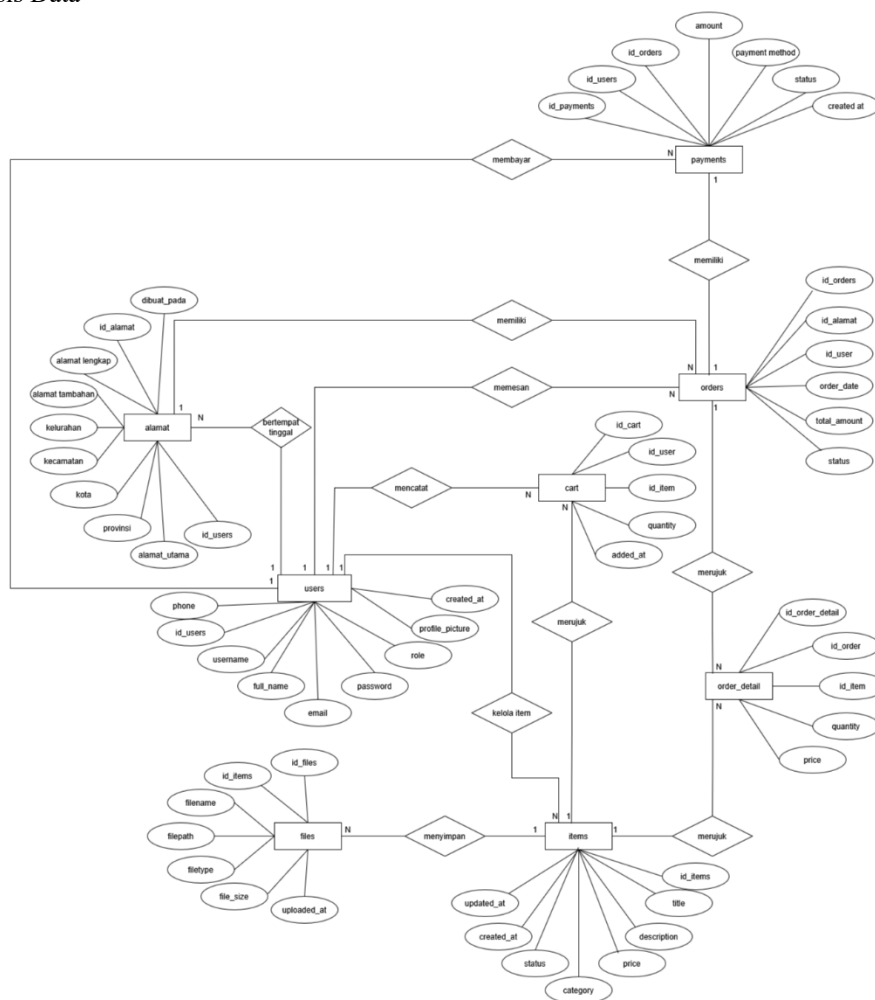 sis Data
amount
id_orders
payment method
id_users
status
id_payments
created at
N
membayar
payments
1
memiliki
id_orders
dibuat_pada
id_alamat
memiliki
id_alamat
alamat lengkap
id_user
alamat tambahan
1
N
1
memesan
N
orders
order_date
kelurahan
alamat
N
bertempat
tinggal
1
total_amount
kecamatan
id_cart
status
kota
id_user
provinsi
id_users
mencatat
N
cart
id_item
alamat_utama
N
quantity
added_at
1
1
1
1
1
users
created_at
merujuk
phone
profile_picture
merujuk
id_users
role
id_order_detail
username
password
id_order
full_name
N
email
order_detail
id_item
kelola item
N
quantity
price
id_files
id_items
filename
N
1
filepath
files
N
menyimpan
1
items
1
merujuk
filetype
id_items
file_size
updated_at
title
uploaded_at
created_at
description
status
price
category